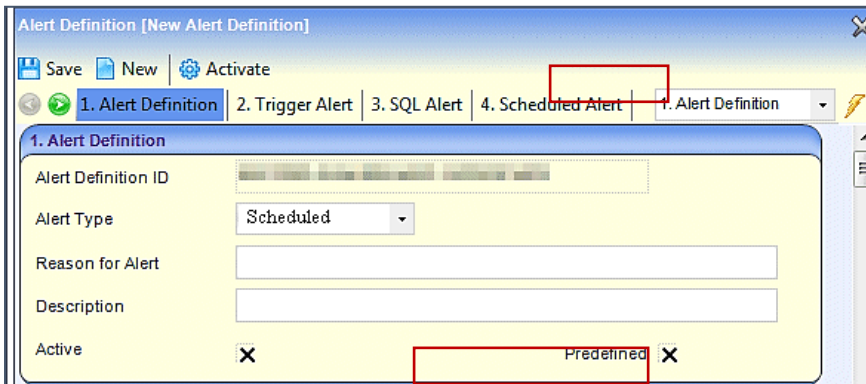 Alert Definition [New Alert Definition]
Save New Activate
1. Alert Definition 2. Trigger Alert 3. SQL Alert 4. Scheduled Alert 1. Alert Definition
1. Alert Definition
Alert Definition ID
Alert Type Scheduled
Reason for Alert
Description
Active Predefined